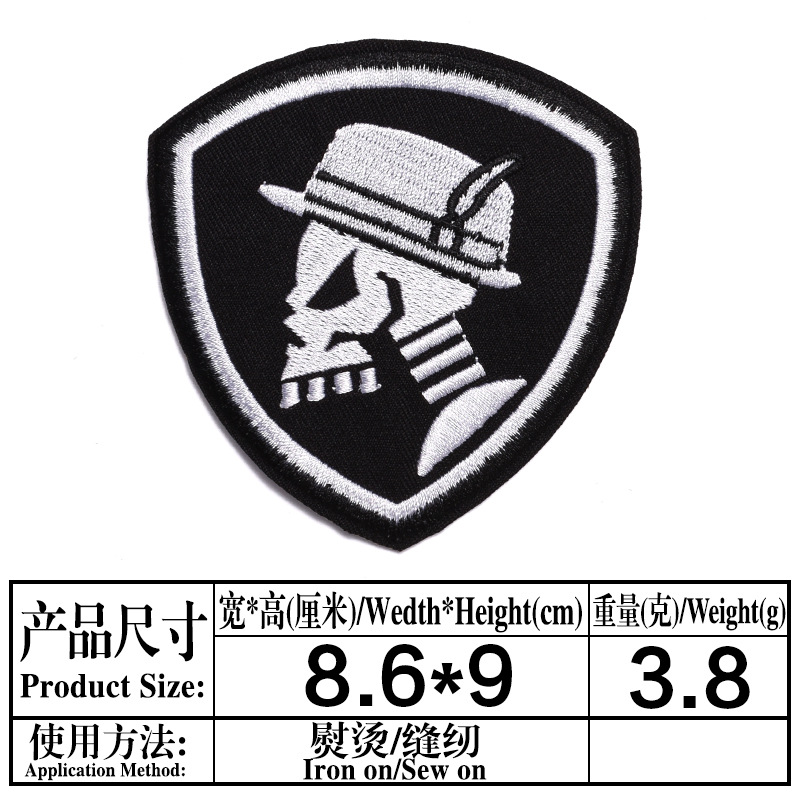 产品尺寸
Product Size:
宽*高(厘米)/Wedth*Height(cm)
重量(克)/Weight(g)
8.6*9
3.8
使用方法:
Application Method:
熨烫/缝纫
Iron on/Sew on